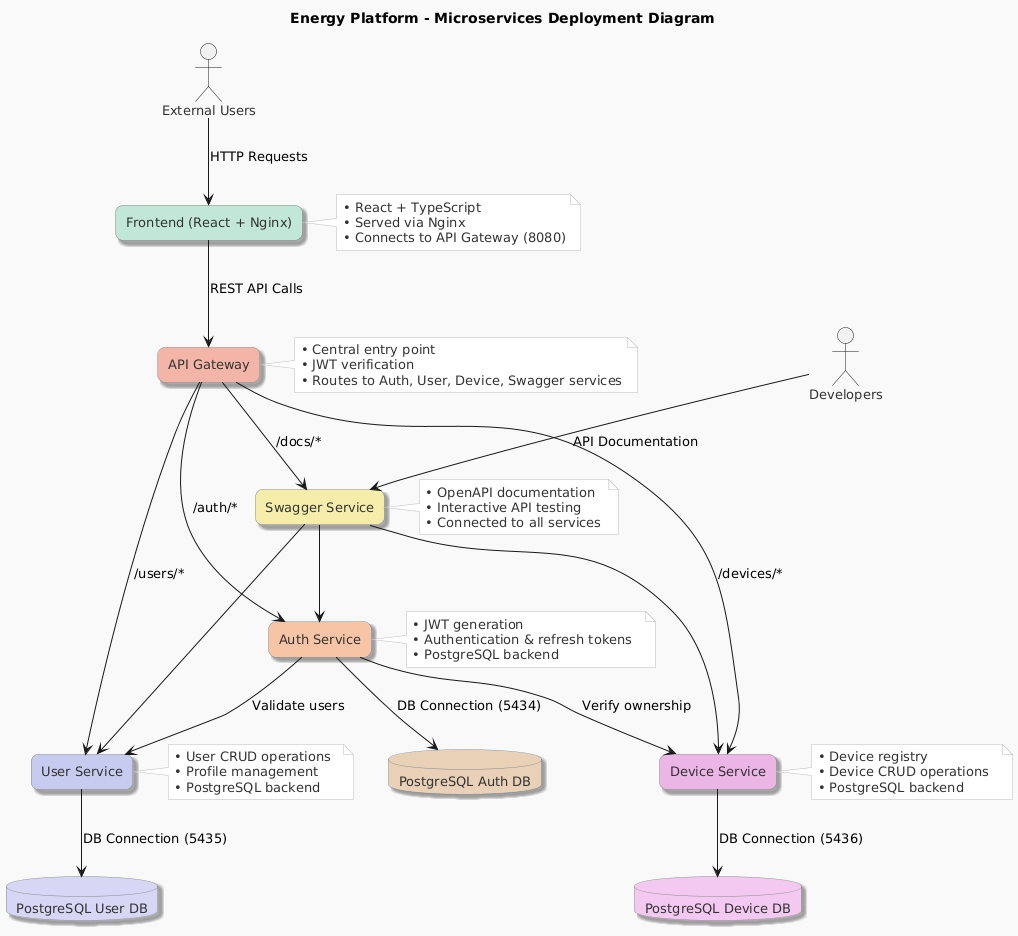 Energy Platform - Microservices Deployment Diagram
External Users
HTTP Requests
Frontend (React + Nginx)
• React + TypeScript
• Served via Nginx
• Connects to API Gateway (8080)
REST API Calls
API Gateway
• Central entry point
• JWT verification
• Routes to Auth, User, Device, Swagger services
Developers
/docs/*
API Documentation
Swagger Service
• OpenAPI documentation
• Interactive API testing
• Connected to all services
/auth/*
/users/*
/devices/*
Auth Service
• JWT generation
• Authentication & refresh tokens
• PostgreSQL backend
Validate users
DB Connection (5434)
Verify ownership
User Service
• User CRUD operations
• Profile management
• PostgreSQL backend
PostgreSQL Auth DB
Device Service
• Device registry
• Device CRUD operations
• PostgreSQL backend
DB Connection (5435)
DB Connection (5436)
PostgreSQL User DB
PostgreSQL Device DB